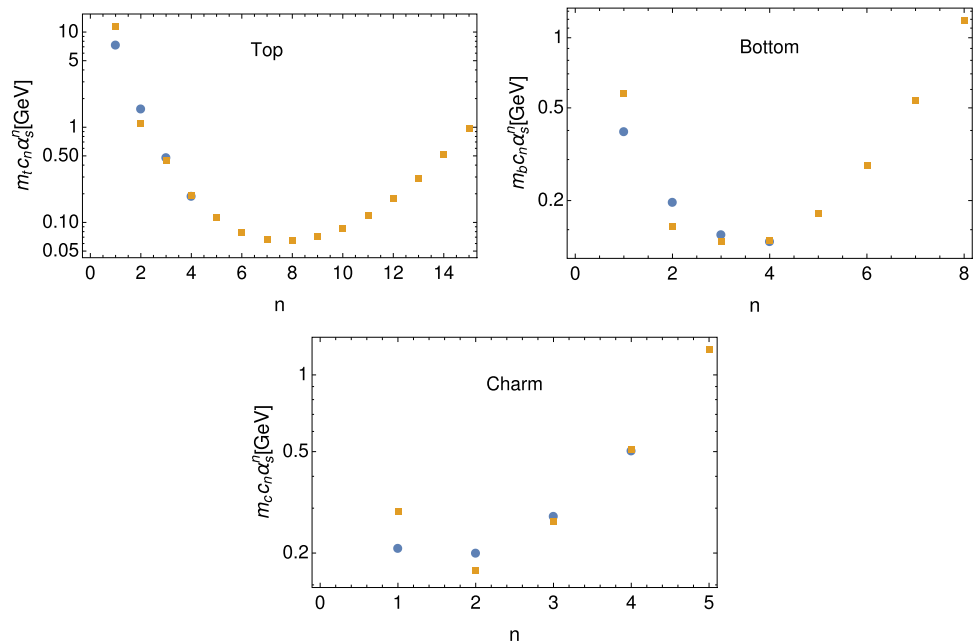 Top
m_t c_n α_s^n[GeV]
10
5
1
0.50
0.10
0.05
0 2 4 6 8 10 12 14
n
Bottom
m_b c_n α_s^n[GeV]
1
0.5
0.2
0 2 4 6 8
n
Charm
m_c c_n α_s^n[GeV]
1
0.5
0.2
0 1 2 3 4 5
n